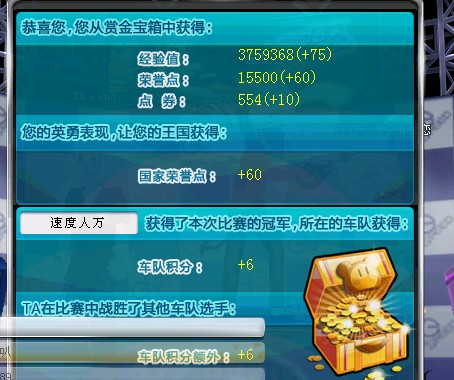 恭喜您,您从赏金宝箱中获得:
经验值: 3759368(+75)
荣誉点: 15500(+60)
点 券: 554(+10)
您的英勇表现,让您的王国获得:
国家荣誉点: +60
速度人万 获得了本次比赛的冠军,所在的车队获得:
车队积分: +6
TA在比赛中战胜了其他车队选手:
车队积分额外: +6